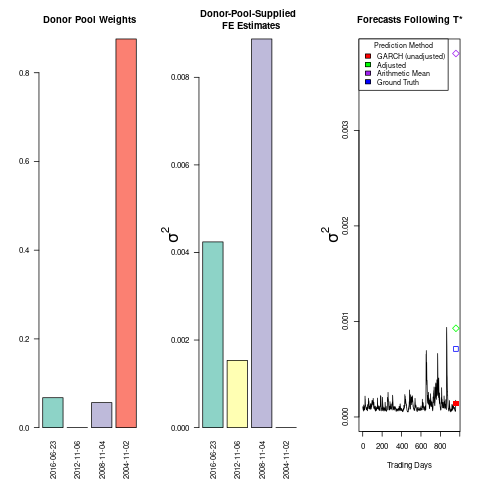 Donor Pool Weights
0.0
0.2
0.4
0.6
0.8
2016-06-23
2012-11-06
2008-11-04
2004-11-02
Donor-Pool-Supplied
FE Estimates
σ2
0.000
0.002
0.004
0.006
0.008
2016-06-23
2012-11-06
2008-11-04
2004-11-02
Forecasts Following T*
Prediction Method
GARCH (unadjusted)
Adjusted
Arithmetic Mean
Ground Truth
σ2
0.000
0.001
0.002
0.003
0
200
400
600
800
Trading Days